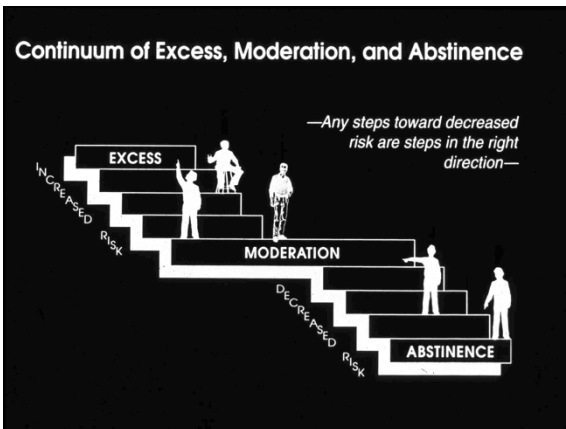 Continuum of Excess, Moderation, and Abstinence
—Any steps toward decreased
risk are steps in the right
direction—
EXCESS
INCREASED RISK
MODERATION
DECREASED RISK
ABSTINENCE